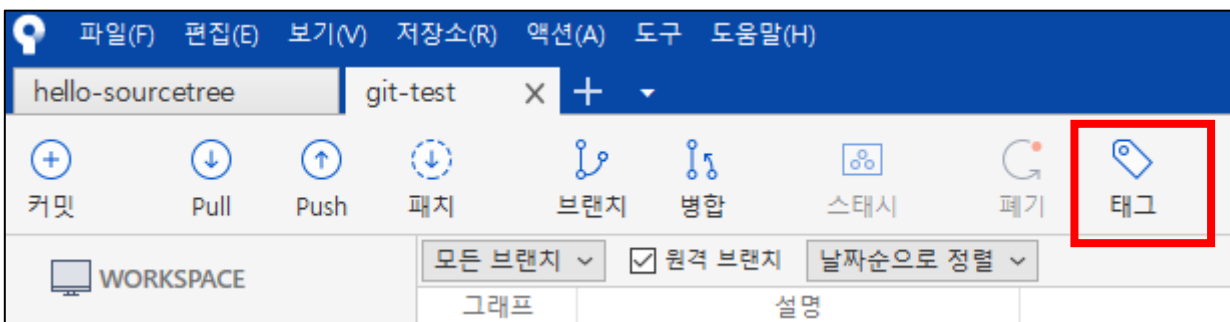 파일(F) 편집(E) 보기(V) 저장소(R) 액션(A) 도구 도움말(H)
hello-sourcetree git-test
커밋 Pull Push 패치 브랜치 병합 스태시 폐기 태그
WORKSPACE 모든 브랜치 원격 브랜치 날짜순으로 정렬
그래프 설명